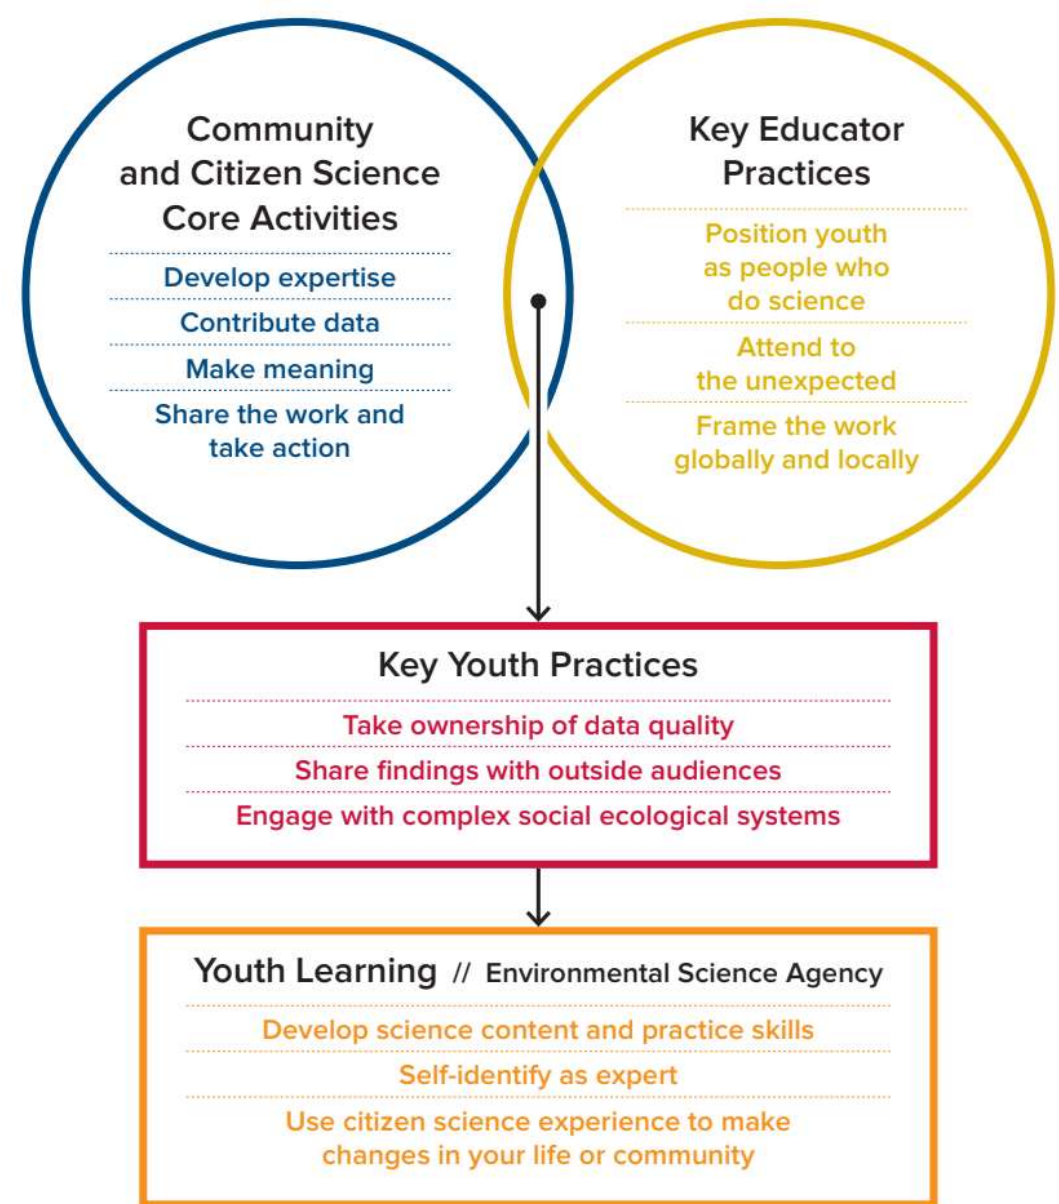 Community
and Citizen Science
Core Activities
Develop expertise
Contribute data
Make meaning
Share the work and
take action
Key Educator
Practices
Position youth
as people who
do science
Attend to
the unexpected
Frame the work
globally and locally
Key Youth Practices
Take ownership of data quality
Share findings with outside audiences
Engage with complex social ecological systems
Youth Learning // Environmental Science Agency
Develop science content and practice skills
Self-identify as expert
Use citizen science experience to make
changes in your life or community